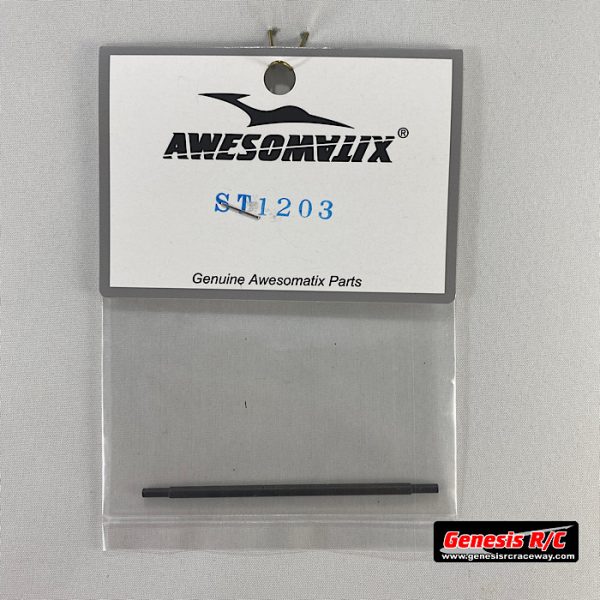 AWESOMATIX®
ST1203
Genuine Awesomatix Parts
Genesis R/C
www.genesisrcraceway.com